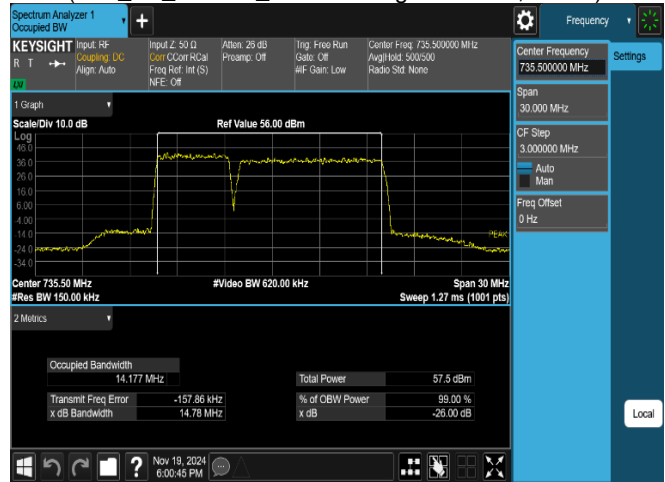 Spectrum Analyzer 1
Occupied BW
Frequency
KEYSIGHT
R T
LV
Input: RF
Coupling: DC
Align: Auto
Input Z: 50 Ω
Corr CCorr RCal
Freq Ref: Int (S)
NFE: Off
Atten: 26 dB
Preamp: Off
Trig: Free Run
Gate: Off
#IF Gain: Low
Center Freq: 735.500000 MHz
Avg|Hold: 500/500
Radio Std: None
Center Frequency
735.500000 MHz
Settings
Span
30.000 MHz
CF Step
3.000000 MHz
Auto
Man
Freq Offset
0 Hz
Local
1 Graph
Scale/Div 10.0 dB
Ref Value 56.00 dBm
Log
46.0
36.0
26.0
16.0
6.00
-4.00
-14.0
-24.0
-34.0
PEAK
Center 735.50 MHz
#Video BW 620.00 kHz
Span 30 MHz
#Res BW 150.00 kHz
Sweep 1.27 ms (1001 pts)
2 Metrics
Occupied Bandwidth
14.177 MHz
Total Power
57.5 dBm
Transmit Freq Error
-157.86 kHz
% of OBW Power
99.00 %
x dB Bandwidth
14.78 MHz
x dB
-26.00 dB
Nov 19, 2024
6:00:45 PM